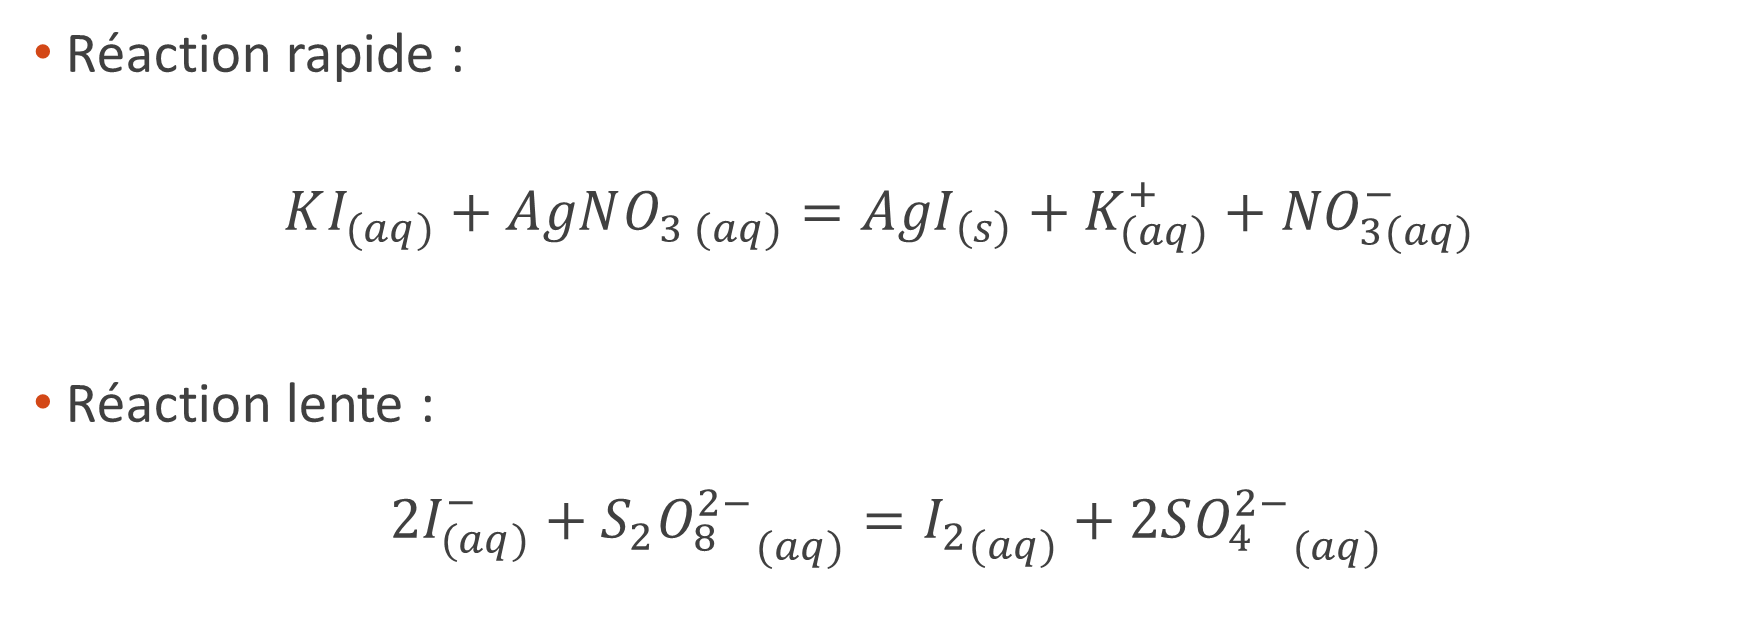 • Réaction rapide :
KI(aq) + AgNO₃ (aq) = AgI(s) + K⁺(aq) + NO₃⁻(aq)
• Réaction lente :
2I⁻(aq) + S₂O₈²⁻(aq) = I₂(aq) + 2SO₄²⁻(aq)